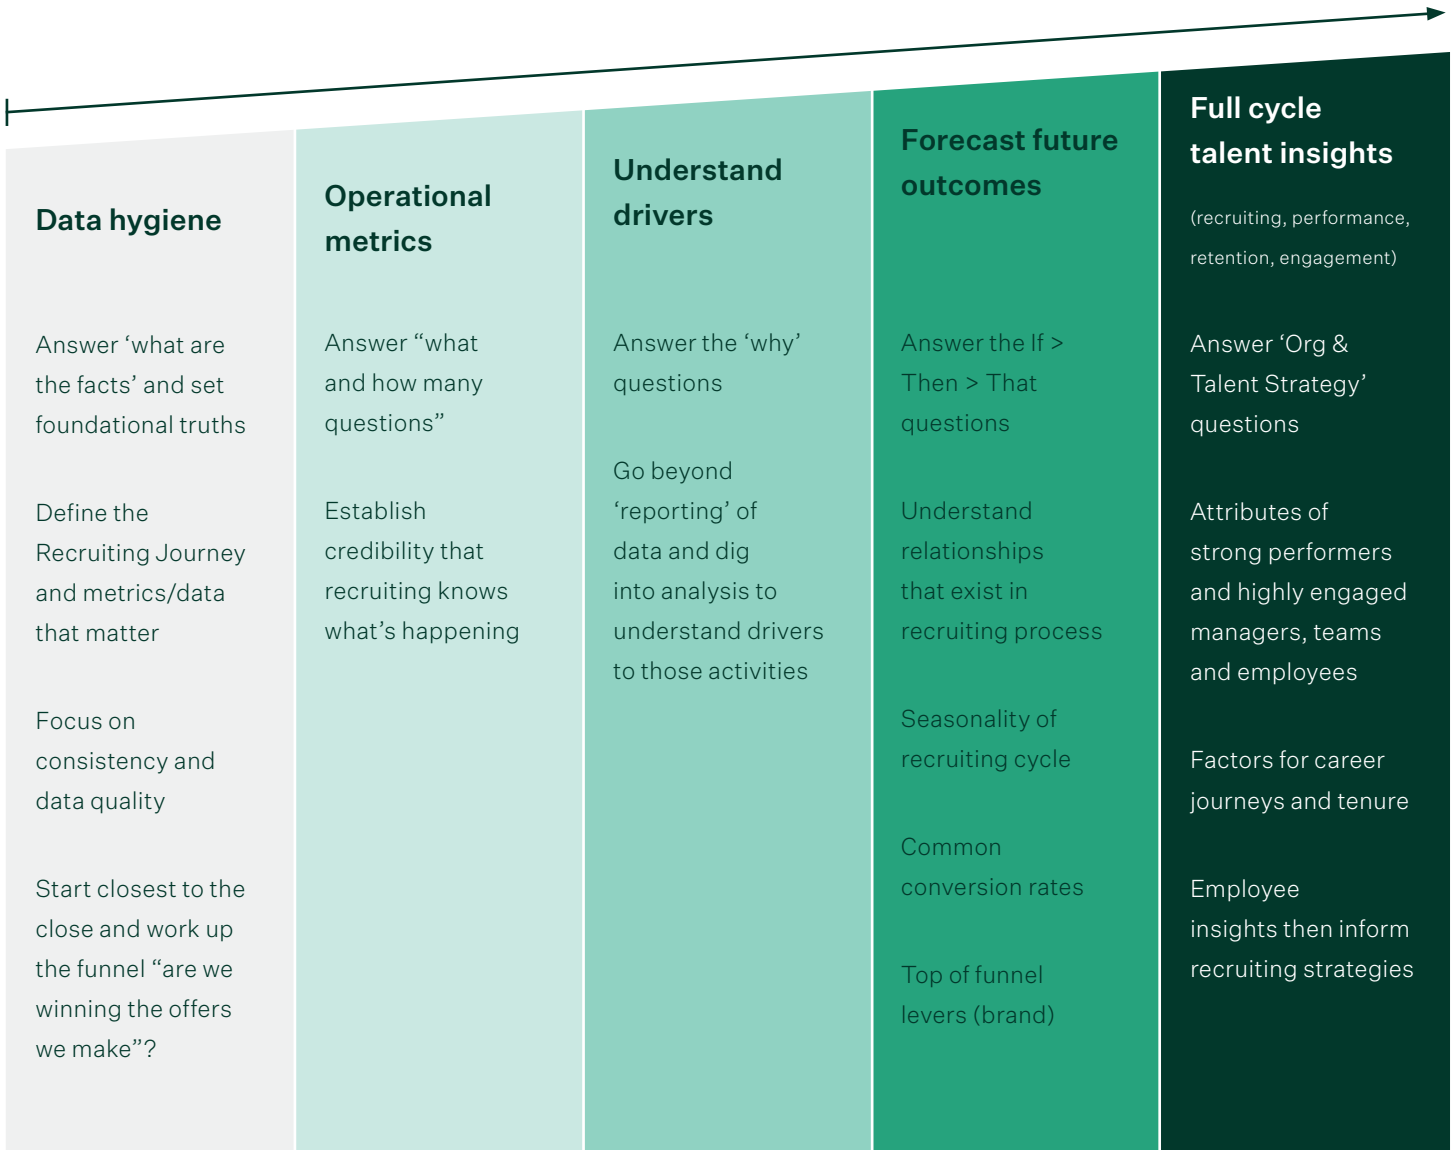 Data hygiene
Answer ‘what are
the facts’ and set
foundational truths
Define the
Recruiting Journey
and metrics/data
that matter
Focus on
consistency and
data quality
Start closest to the
close and work up
the funnel “are we
winning the offers
we make”?
Operational
metrics
Answer “what
and how many
questions”
Establish
credibility that
recruiting knows
what’s happening
Understand
drivers
Answer the ‘why’
questions
Go beyond
‘reporting’ of
data and dig
into analysis to
understand drivers
to those activities
Forecast future
outcomes
Answer the If >
Then > That
questions
Understand
relationships
that exist in
recruiting process
Seasonality of
recruiting cycle
Common
conversion rates
Top of funnel
levers (brand)
Full cycle
talent insights
(recruiting, performance,
retention, engagement)
Answer ‘Org &
Talent Strategy’
questions
Attributes of
strong performers
and highly engaged
managers, teams
and employees
Factors for career
journeys and tenure
Employee
insights then inform
recruiting strategies